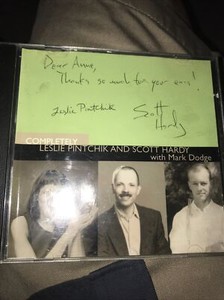 Dear Anne,
Thanks so much for your ears!
Leslie Pintchik
Scott
Hardy
COMPLETELY
LESLIE PINTCHIK AND SCOTT HARDY
with Mark Dodge